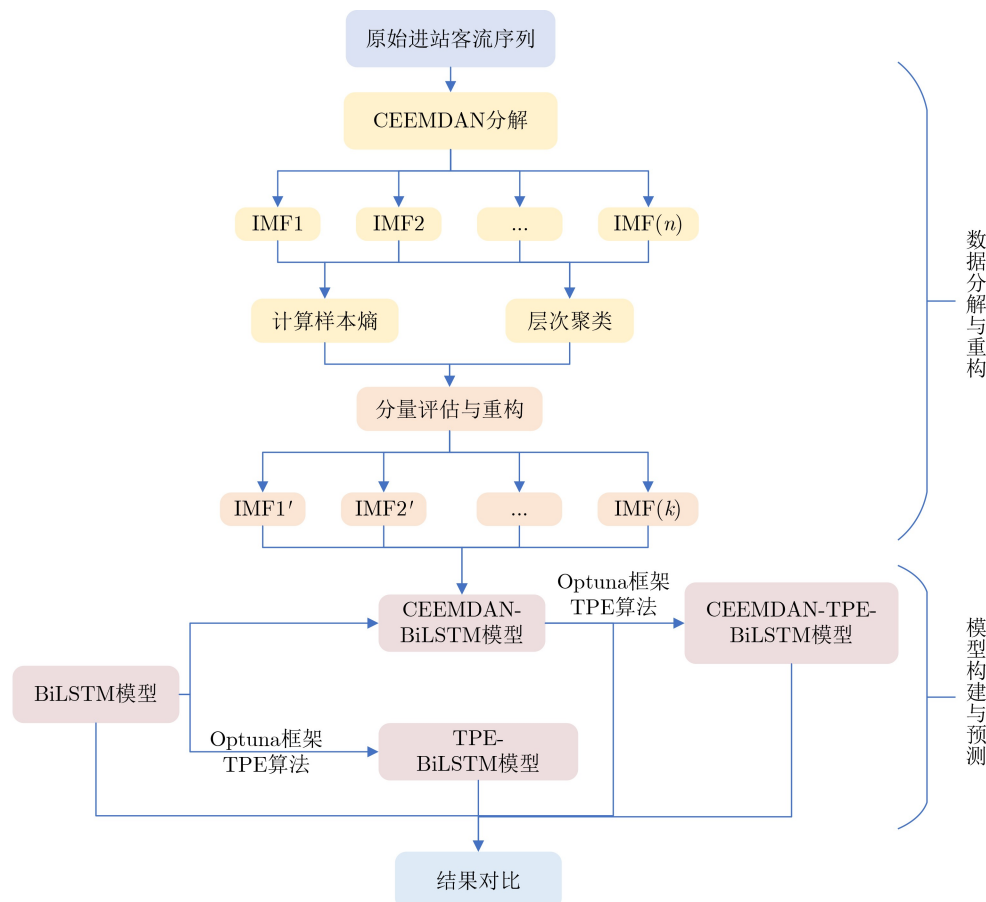 原始进站客流序列
CEEMDAN分解
IMF1
IMF2
...
IMF(n)
计算样本熵
层次聚类
分量评估与重构
IMF1′
IMF2′
...
IMF(k)
数据分解与重构
CEEMDAN-
BiLSTM模型
Optuna框架
TPE算法
CEEMDAN-TPE-
BiLSTM模型
BiLSTM模型
Optuna框架
TPE算法
TPE-
BiLSTM模型
模型构建与预测
结果对比